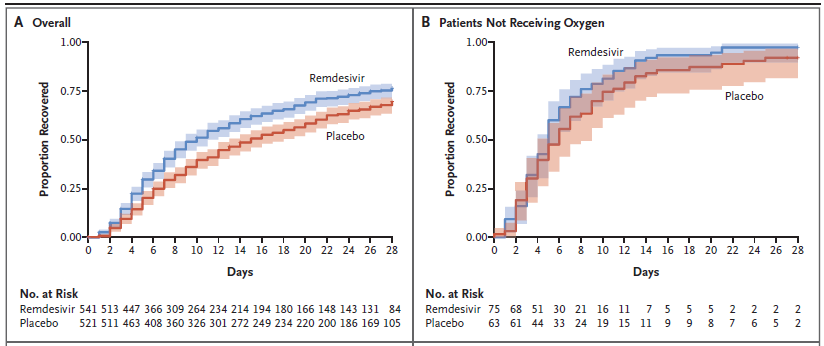 A Overall
Proportion Recovered
1.00
0.75
0.50
0.25
0.00
Remdesivir
Placebo
0 2 4 6 8 10 12 14 16 18 20 22 24 26 28
Days
No. at Risk
Remdesivir 541 513 447 366 309 264 234 214 194 180 166 148 143 131 84
Placebo 521 511 463 408 360 326 301 272 249 234 220 200 186 169 105
B Patients Not Receiving Oxygen
Proportion Recovered
1.00
0.75
0.50
0.25
0.00
Remdesivir
Placebo
0 2 4 6 8 10 12 14 16 18 20 22 24 26 28
Days
No. at Risk
Remdesivir 75 68 51 30 21 16 11 7 5 5 5 2 2 2 2
Placebo 63 61 44 33 24 19 15 11 9 9 8 7 6 5 2